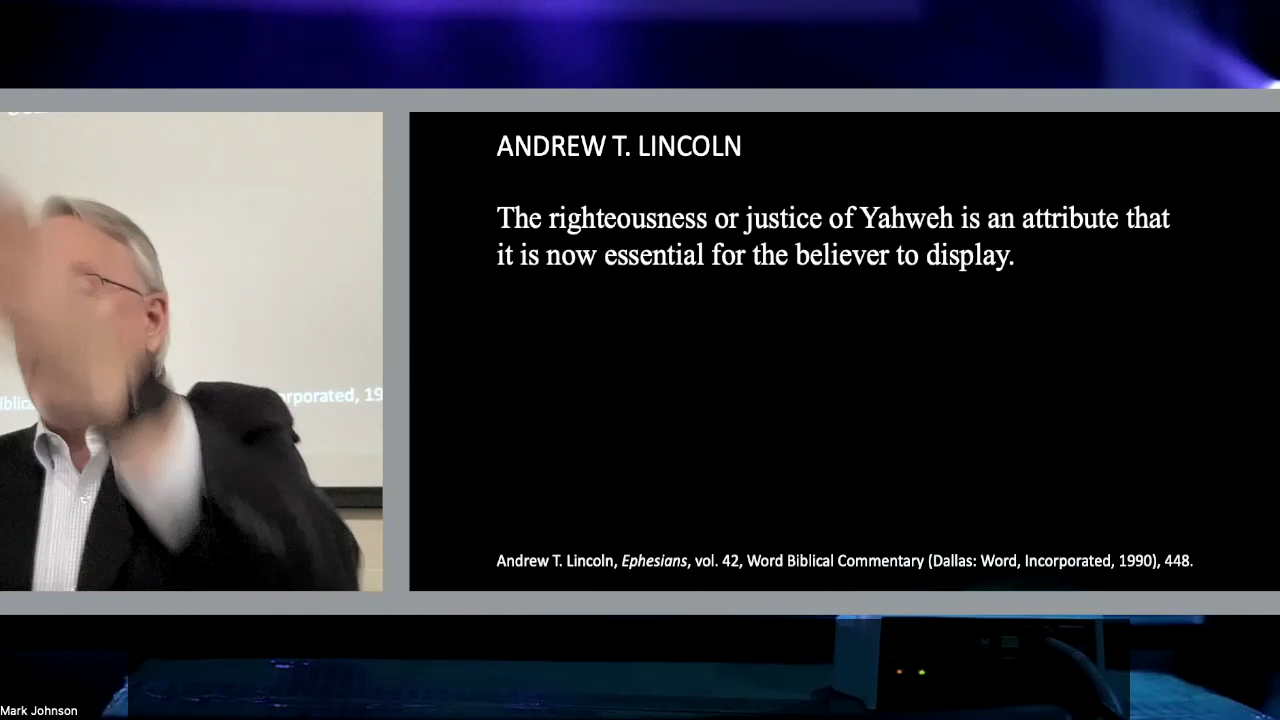 ANDREW T. LINCOLN
The righteousness or justice of Yahweh is an attribute that
it is now essential for the believer to display.
orporated, 19
Andrew T. Lincoln, Ephesians, vol. 42, Word Biblical Commentary (Dallas: Word, Incorporated, 1990), 448.
Mark Johnson